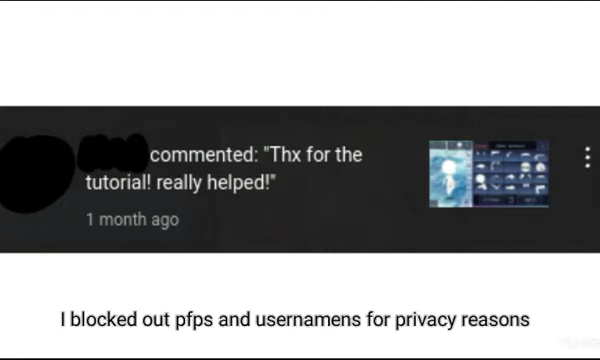 commented: "Thx for the
tutorial! really helped!"
1 month ago
I blocked out pfps and usernamens for privacy reasons